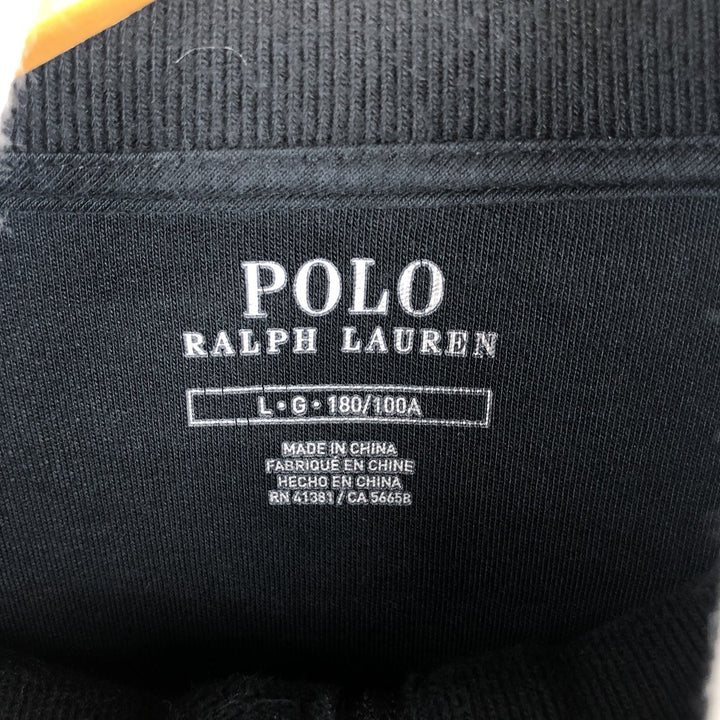 POLO
RALPH LAUREN
L • G • 180/100A
MADE IN CHINA
FABRIQUÉ EN CHINE
HECHO EN CHINA
RN 41381 / CA 56658